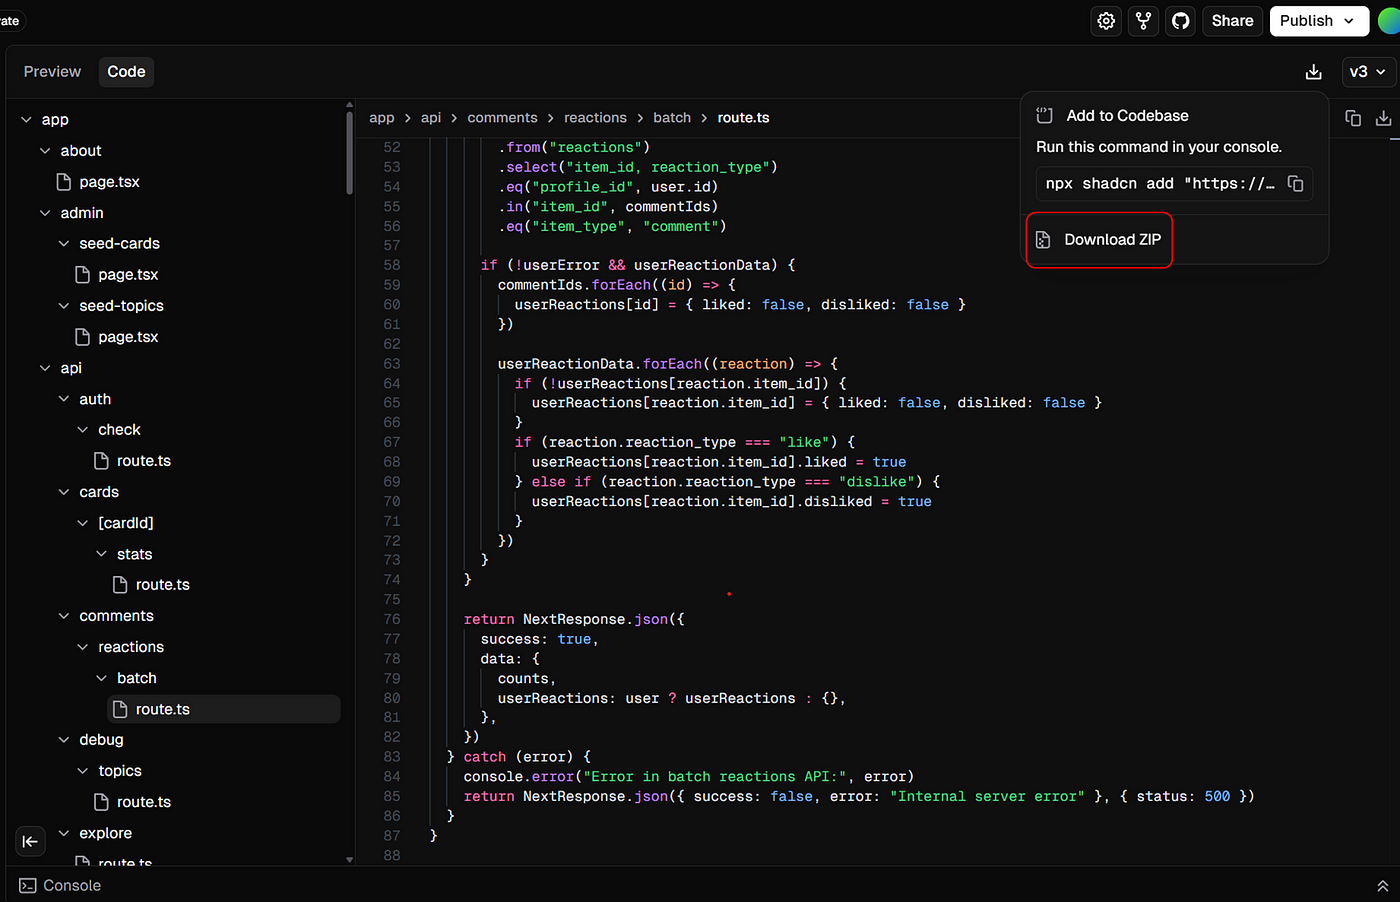 ate
Share
Publish
Preview
Code
v3
app
about
page.tsx
admin
seed-cards
page.tsx
seed-topics
page.tsx
api
auth
check
route.ts
cards
[cardId]
stats
route.ts
comments
reactions
batch
route.ts
debug
topics
route.ts
explore
route.ts
app > api > comments > reactions > batch > route.ts
52 .from("reactions")
53 .select("item_id, reaction_type")
54 .eq("profile_id", user.id)
55 .in("item_id", commentIds)
56 .eq("item_type", "comment")
57
58 if (!userError && userReactionData) {
59 commentIds.forEach((id) => {
60 userReactions[id] = { liked: false, disliked: false }
61 })
62
63 userReactionData.forEach((reaction) => {
64 if (!userReactions[reaction.item_id]) {
65 userReactions[reaction.item_id] = { liked: false, disliked: false }
66 }
67 if (reaction.reaction_type === "like") {
68 userReactions[reaction.item_id].liked = true
69 } else if (reaction.reaction_type === "dislike") {
70 userReactions[reaction.item_id].disliked = true
71 }
72 })
73 }
74 }
75
76 return NextResponse.json({
77 success: true,
78 data: {
79 counts,
80 userReactions: user ? userReactions : {},
81 },
82 })
83 } catch (error) {
84 console.error("Error in batch reactions API:", error)
85 return NextResponse.json({ success: false, error: "Internal server error" }, { status: 500 })
86 }
87 }
88
Add to Codebase
Run this command in your console.
npx shadcn add "https://…
Download ZIP
Console